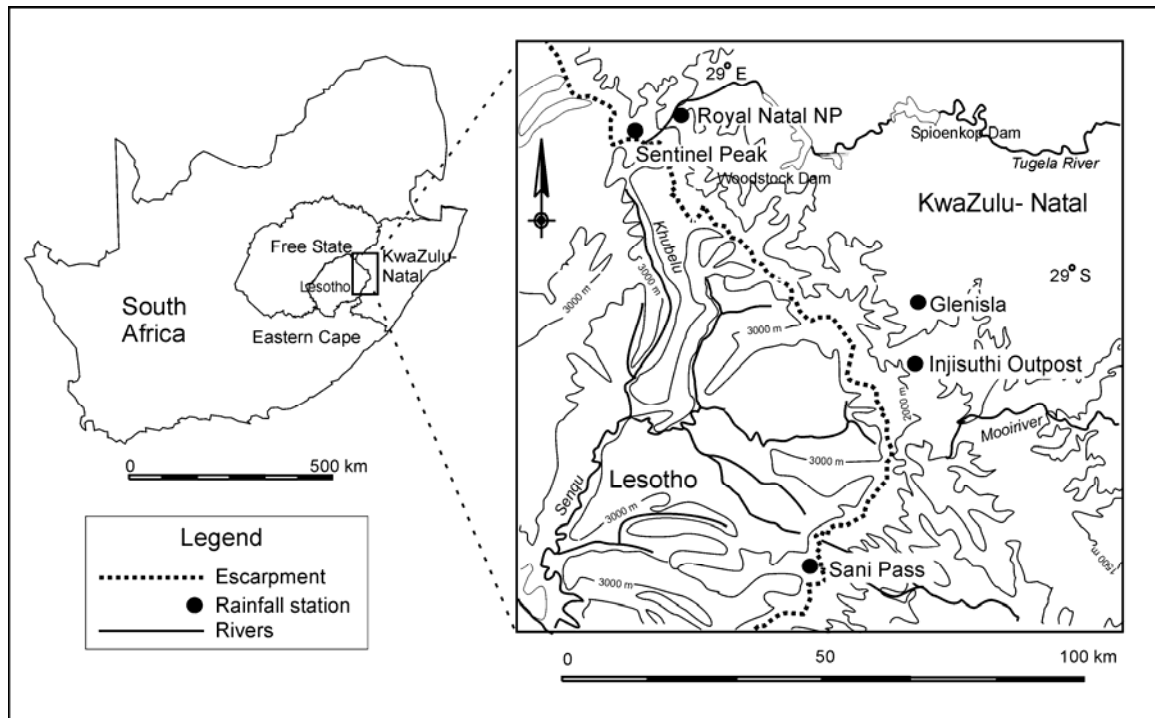 Free State
KwaZulu-
Natal
Lesotho
South
Africa
Eastern Cape
0 500 km
Legend
Escarpment
Rainfall station
Rivers
29° E
Royal Natal NP
Sentinel Peak
Spioenkop Dam
Tugela River
Woodstock Dam
KwaZulu- Natal
Khubelu
29° S
3000 m
3000 m
3000 m
Glenisla
Injisuthi Outpost
2000 m
Mooiriver
3000 m
Lesotho
Senqu
3000 m
1500 m
Sani Pass
3000 m
0 50 100 km